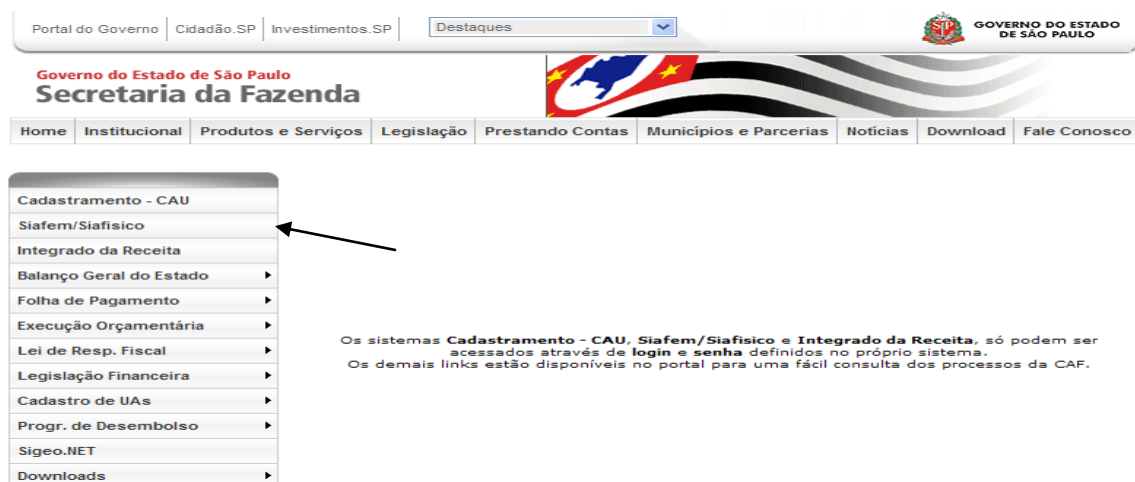 Portal do Governo Cidadão.SP Investimentos.SP Destaques
GOVERNO DO ESTADO
DE SÃO PAULO
Governo do Estado de São Paulo
Secretaria da Fazenda
Home Institucional Produtos e Serviços Legislação Prestando Contas Municípios e Parcerias Notícias Download Fale Conosco
Cadastramento - CAU
Siafem/Siafisico
Integrado da Receita
Balanço Geral do Estado
Folha de Pagamento
Execução Orçamentária
Lei de Resp. Fiscal
Legislação Financeira
Cadastro de UAs
Progr. de Desembolso
Sigeo.NET
Downloads
Os sistemas Cadastramento - CAU, Siafem/Siafisico e Integrado da Receita, só podem ser
acessados através de login e senha definidos no próprio sistema.
Os demais links estão disponíveis no portal para uma fácil consulta dos processos da CAF.